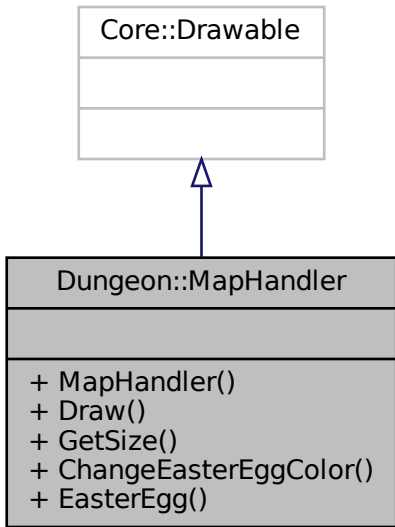 Core::Drawable
Dungeon::MapHandler
+ MapHandler()
+ Draw()
+ GetSize()
+ ChangeEasterEggColor()
+ EasterEgg()